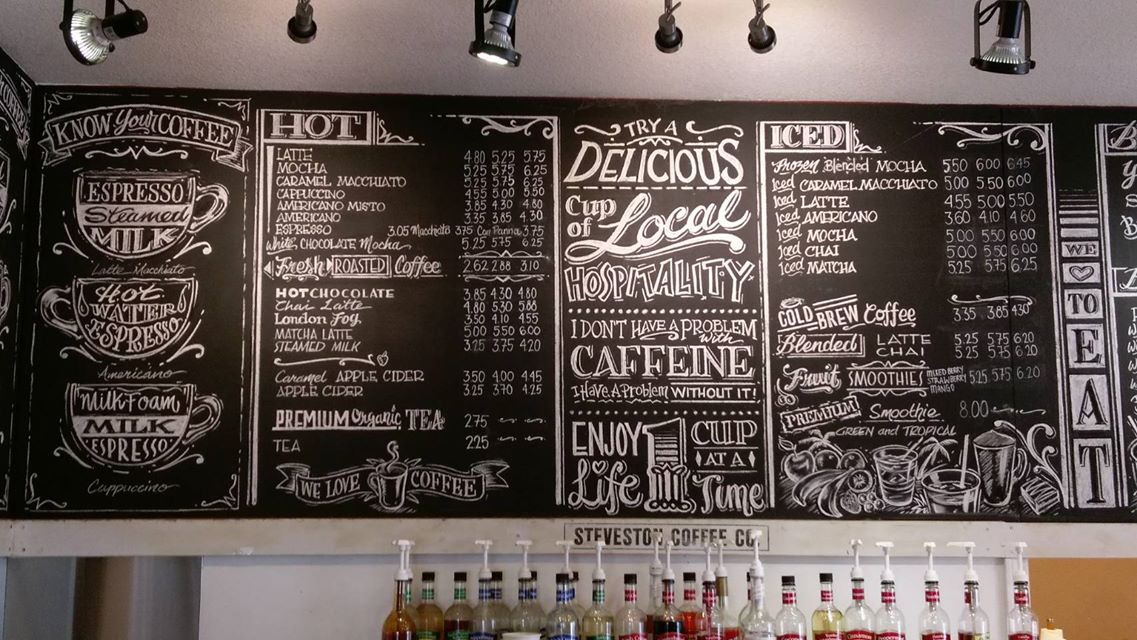 KNOW Your COFFEE
ESPRESSO
Steamed
MILK
Latte Macchiato
Hot
WATER
ESPRESSO
Americano
Milk Foam
MILK
ESPRESSO
Cappuccino
HOT
LATTE 4.80 5.25 5.75
MOCHA 5.25 5.75 6.25
CARAMEL MACCHIATO 5.25 5.75 6.25
CAPPUCCINO 4.55 5.00 5.50
AMERICANO MISTO 3.85 4.30 4.80
AMERICANO 3.35 3.85 4.30
ESPRESSO 3.05 Macchiato 3.75 Con Panna 3.75
White CHOCOLATE Mocha 5.25 5.75 6.25
Fresh ROASTED Coffee 2.62 2.88 3.10
HOT CHOCOLATE 3.85 4.30 4.80
Chai Latte 4.80 5.30 5.88
London Fog 3.50 4.10 4.55
MATCHA LATTE 5.00 5.50 6.00
STEAMED MILK 3.25 3.75 4.20
Caramel APPLE CIDER 3.50 4.00 4.45
APPLE CIDER 3.25 3.70 4.25
PREMIUM Organic TEA 2.75
TEA 2.25
WE LOVE COFFEE
TRY A
DELICIOUS
Cup of Local
HOSPITALITY
I DON'T HAVE A PROBLEM
with
CAFFEINE
I Have A Problem WITHOUT IT!
ENJOY
Life
1
CUP
AT A
Time
ICED
Frozen Blended MOCHA 5.50 6.00 6.45
Iced CARAMEL MACCHIATO 5.00 5.50 6.00
Iced LATTE 4.55 5.00 5.50
Iced AMERICANO 3.60 4.10 4.60
Iced MOCHA 5.00 5.50 6.00
Iced CHAI 5.00 5.50 6.00
Iced MATCHA 5.25 5.75 6.25
COLD BREW Coffee 3.35 3.85 4.30
Blended LATTE 5.25 5.75 6.20
CHAI 5.25 5.75 6.20
Fruit SMOOTHIES MIXED BERRY STRAWBERRY MANGO 5.25 5.75 6.20
PREMIUM Smoothie 8.00
GREEN and TROPICAL
WE
TO
EAT
STEVESTON COFFEE CO.